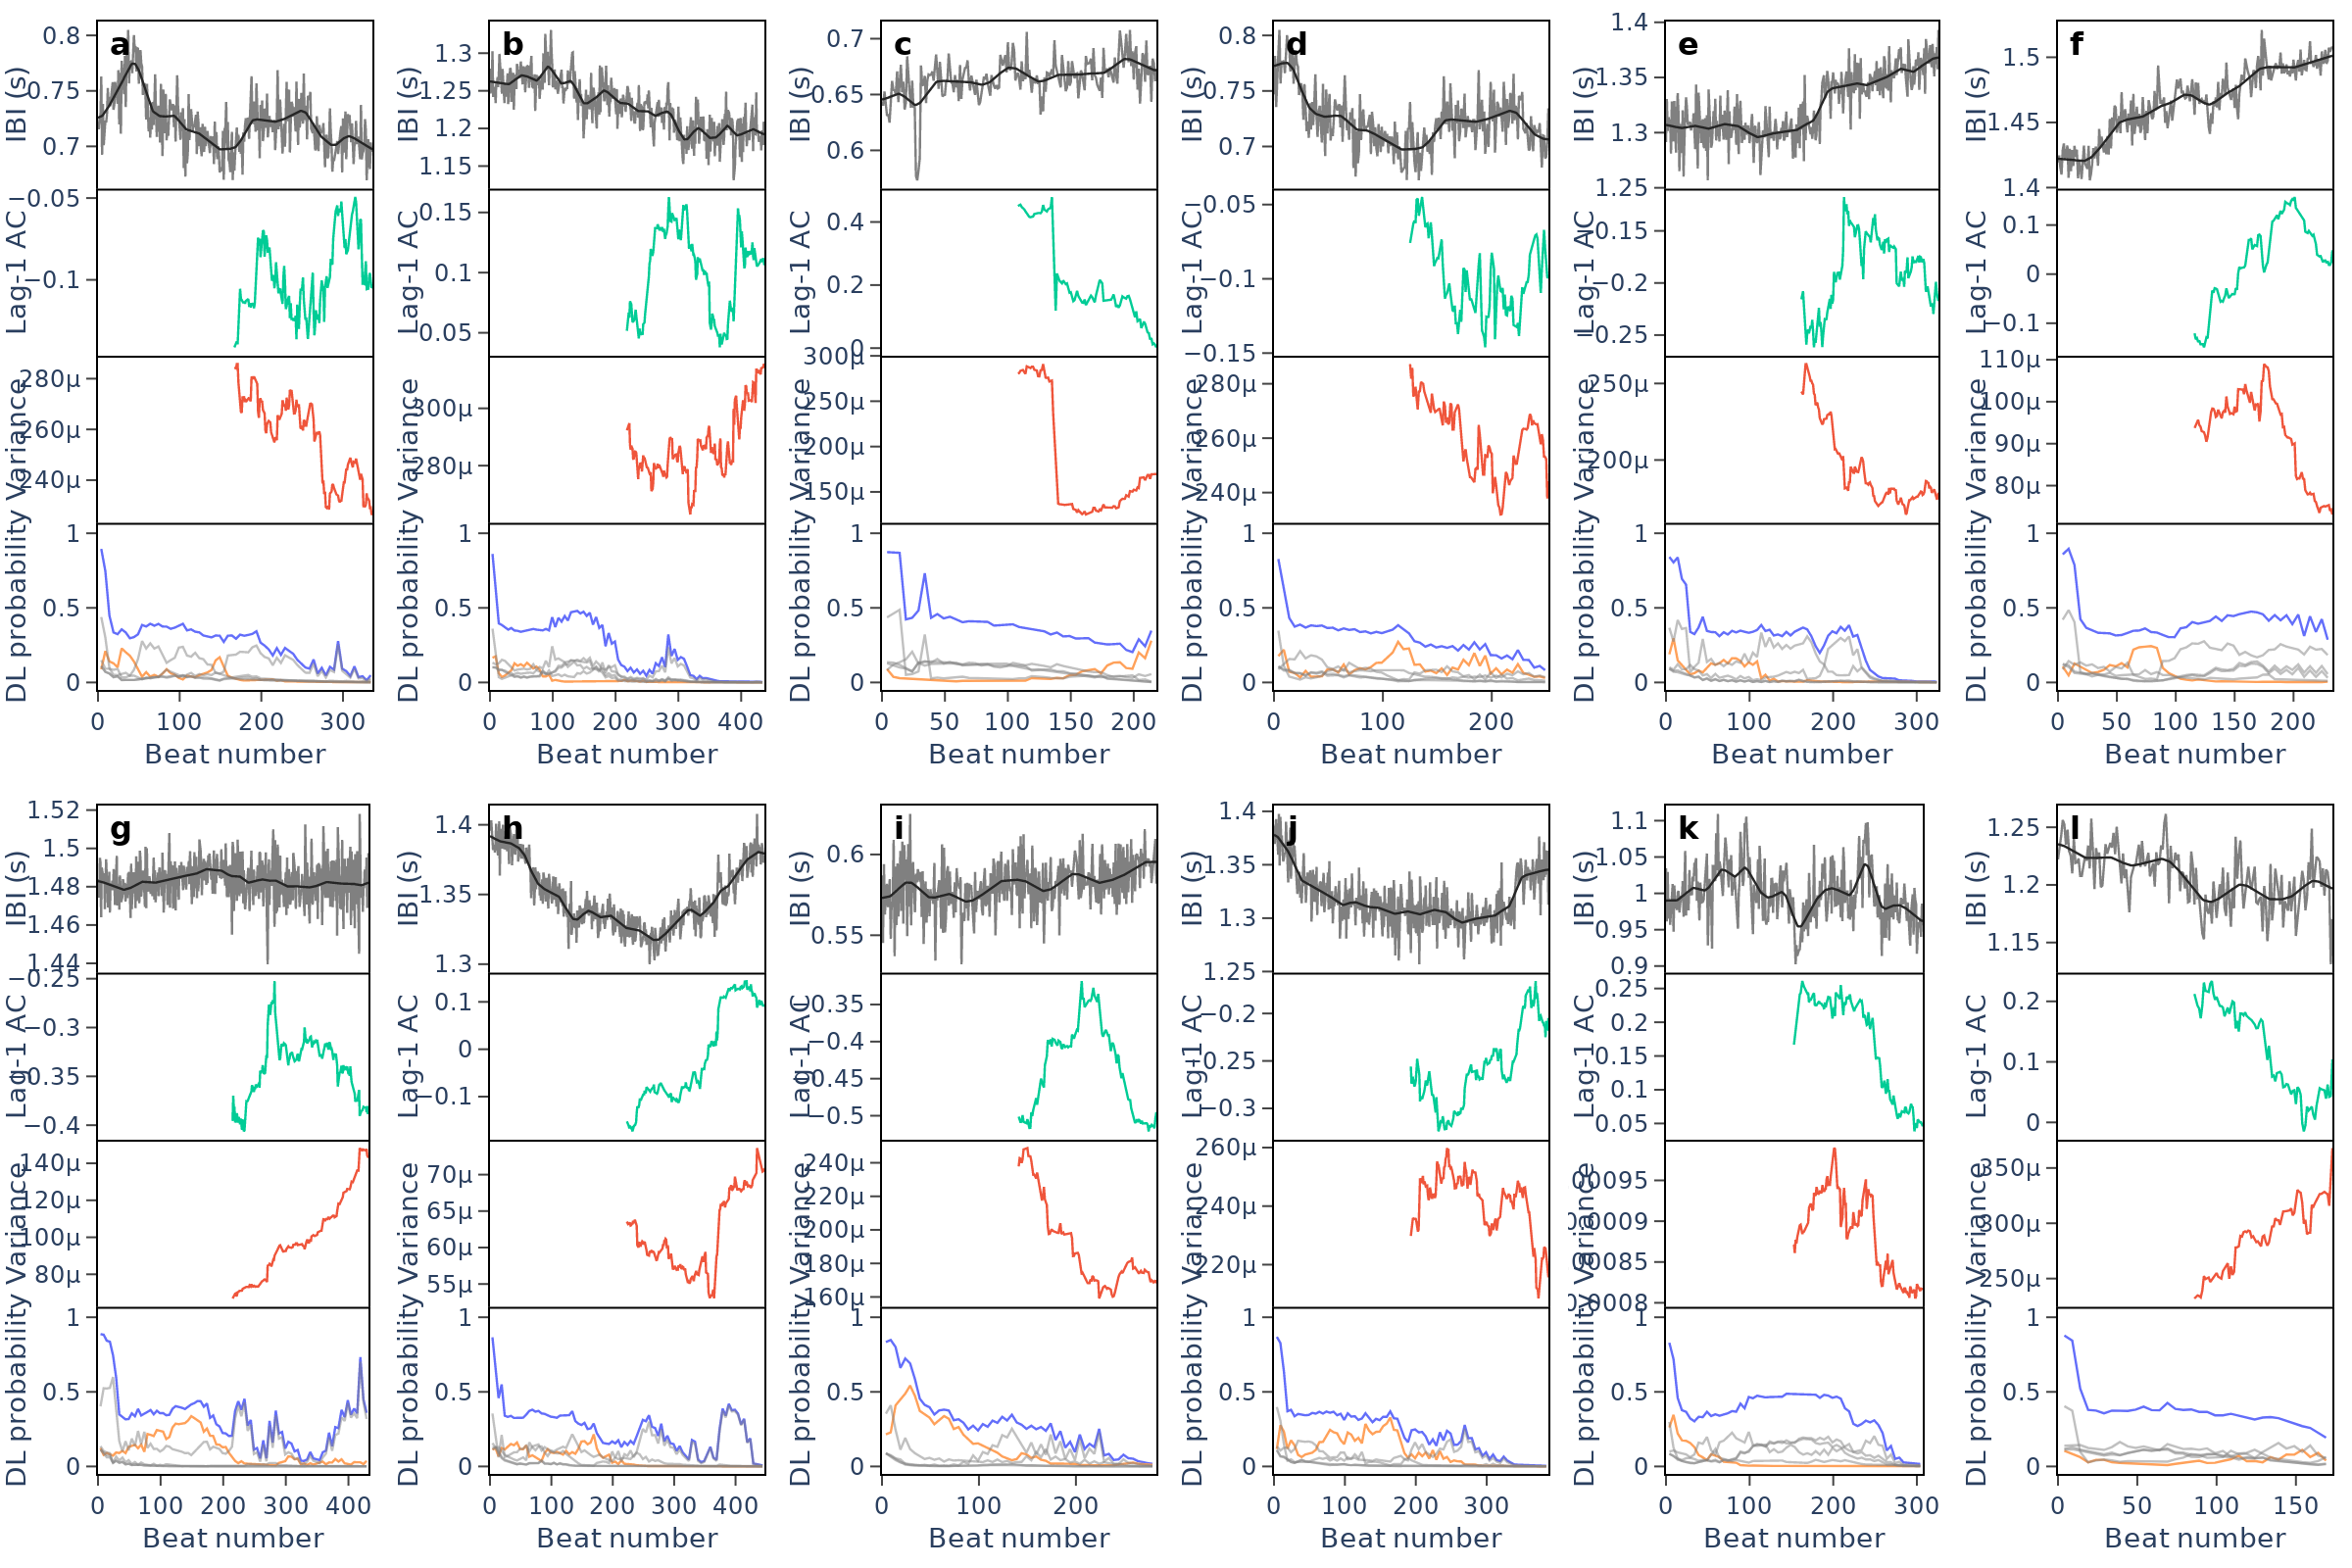 a
IBI (s)
0.8
0.75
0.7
Lag-1 AC
−0.05
−0.1
Variance
280μ
260μ
240μ
DL probability
1
0.5
0
0 100 200 300
Beat number
b
IBI (s)
1.3
1.25
1.2
1.15
Lag-1 AC
0.15
0.1
0.05
Variance
300μ
280μ
DL probability
1
0.5
0
0 100 200 300 400
Beat number
c
IBI (s)
0.7
0.65
0.6
Lag-1 AC
0.4
0.2
0
Variance
300μ
250μ
200μ
150μ
DL probability
1
0.5
0
0 50 100 150 200
Beat number
d
IBI (s)
0.8
0.75
0.7
Lag-1 AC
−0.05
−0.1
−0.15
Variance
280μ
260μ
240μ
DL probability
1
0.5
0
0 100 200
Beat number
e
IBI (s)
1.4
1.35
1.3
1.25
Lag-1 AC
−0.15
−0.2
−0.25
Variance
250μ
200μ
DL probability
1
0.5
0
0 100 200 300
Beat number
f
IBI (s)
1.5
1.45
1.4
Lag-1 AC
0.1
0
−0.1
Variance
110μ
100μ
90μ
80μ
DL probability
1
0.5
0
0 50 100 150 200
Beat number
g
IBI (s)
1.52
1.5
1.48
1.46
1.44
Lag-1 AC
−0.25
−0.3
−0.35
−0.4
Variance
140μ
120μ
100μ
80μ
DL probability
1
0.5
0
0 100 200 300 400
Beat number
h
IBI (s)
1.4
1.35
1.3
Lag-1 AC
0.1
0
−0.1
Variance
70μ
65μ
60μ
55μ
DL probability
1
0.5
0
0 100 200 300 400
Beat number
i
IBI (s)
0.6
0.55
Lag-1 AC
−0.35
−0.4
−0.45
−0.5
Variance
240μ
220μ
200μ
180μ
160μ
DL probability
1
0.5
0
0 100 200
Beat number
j
IBI (s)
1.4
1.35
1.3
1.25
Lag-1 AC
−0.2
−0.25
−0.3
Variance
260μ
240μ
220μ
DL probability
1
0.5
0
0 100 200 300
Beat number
k
IBI (s)
1.1
1.05
1
0.95
0.9
Lag-1 AC
0.25
0.2
0.15
0.1
0.05
Variance
0.0095
0.0009
0.0085
0.0008
DL probability
1
0.5
0
0 100 200 300
Beat number
l
IBI (s)
1.25
1.2
1.15
Lag-1 AC
0.2
0.1
0
Variance
350μ
300μ
250μ
DL probability
1
0.5
0
0 50 100 150
Beat number